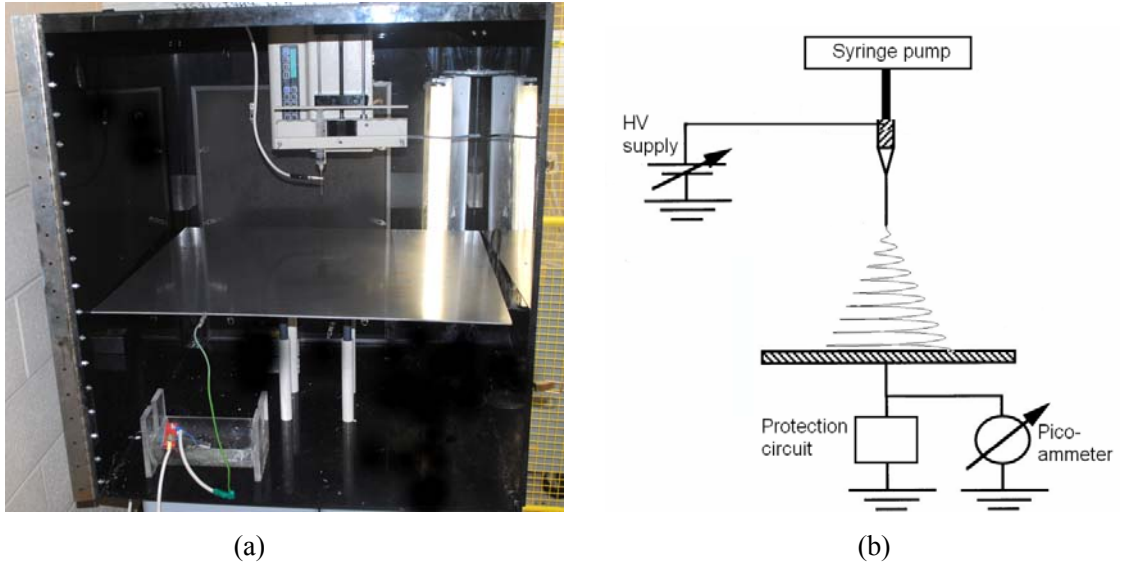 Syringe pump
HV
supply
Protection
circuit
Pico-
ammeter
(a)
(b)